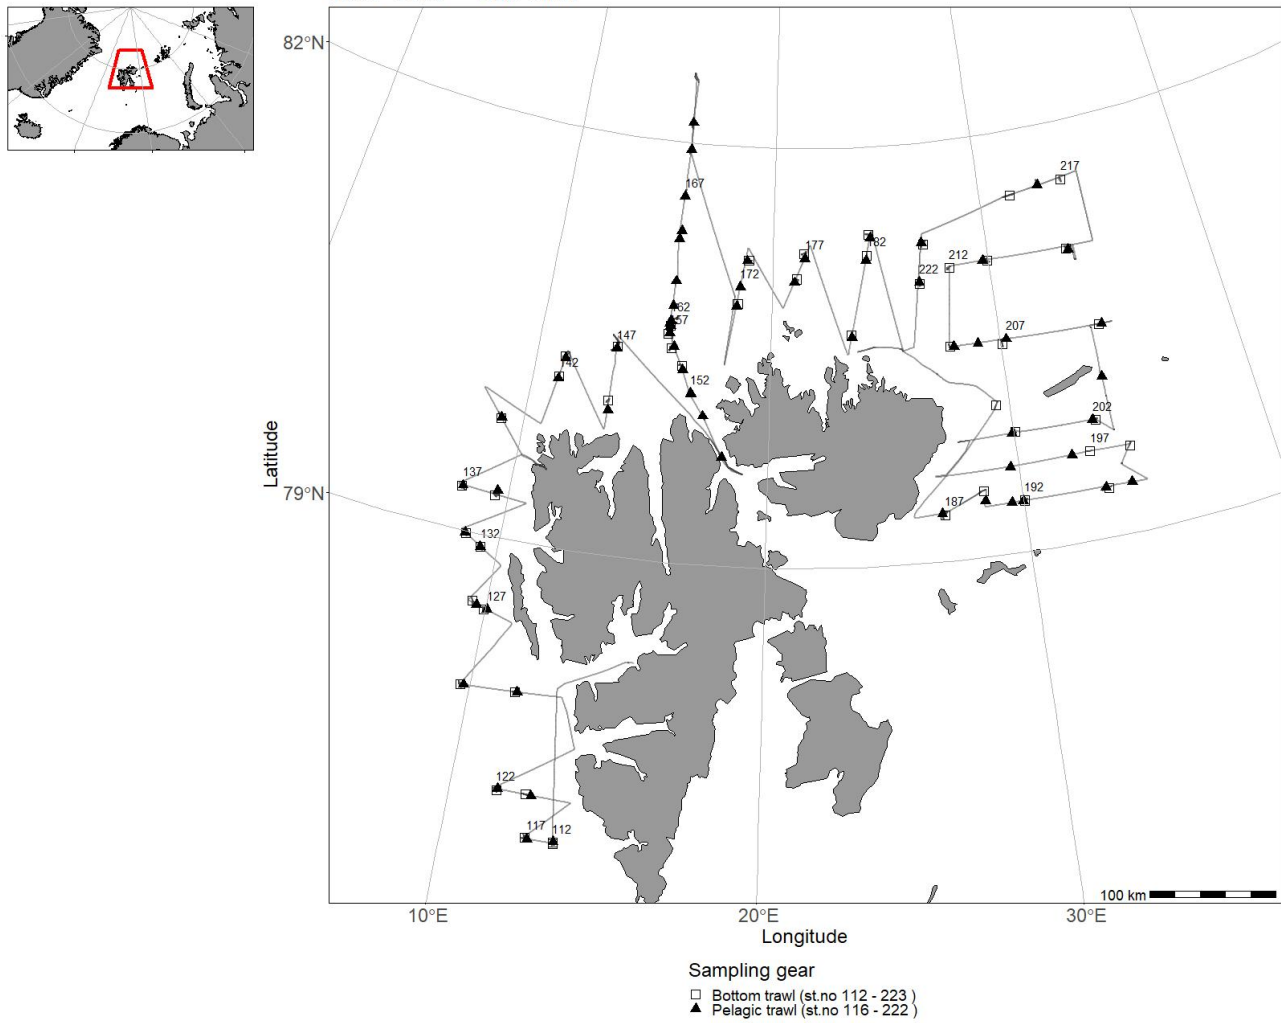 82°N
217
167
177
182
212
172
222
162
157
207
147
142
152
202
197
137
79°N
192
187
132
127
122
117
112
100 km
10°E
20°E
30°E
Latitude
Longitude
Sampling gear
Bottom trawl (st.no 112 - 223 )
Pelagic trawl (st.no 116 - 222 )